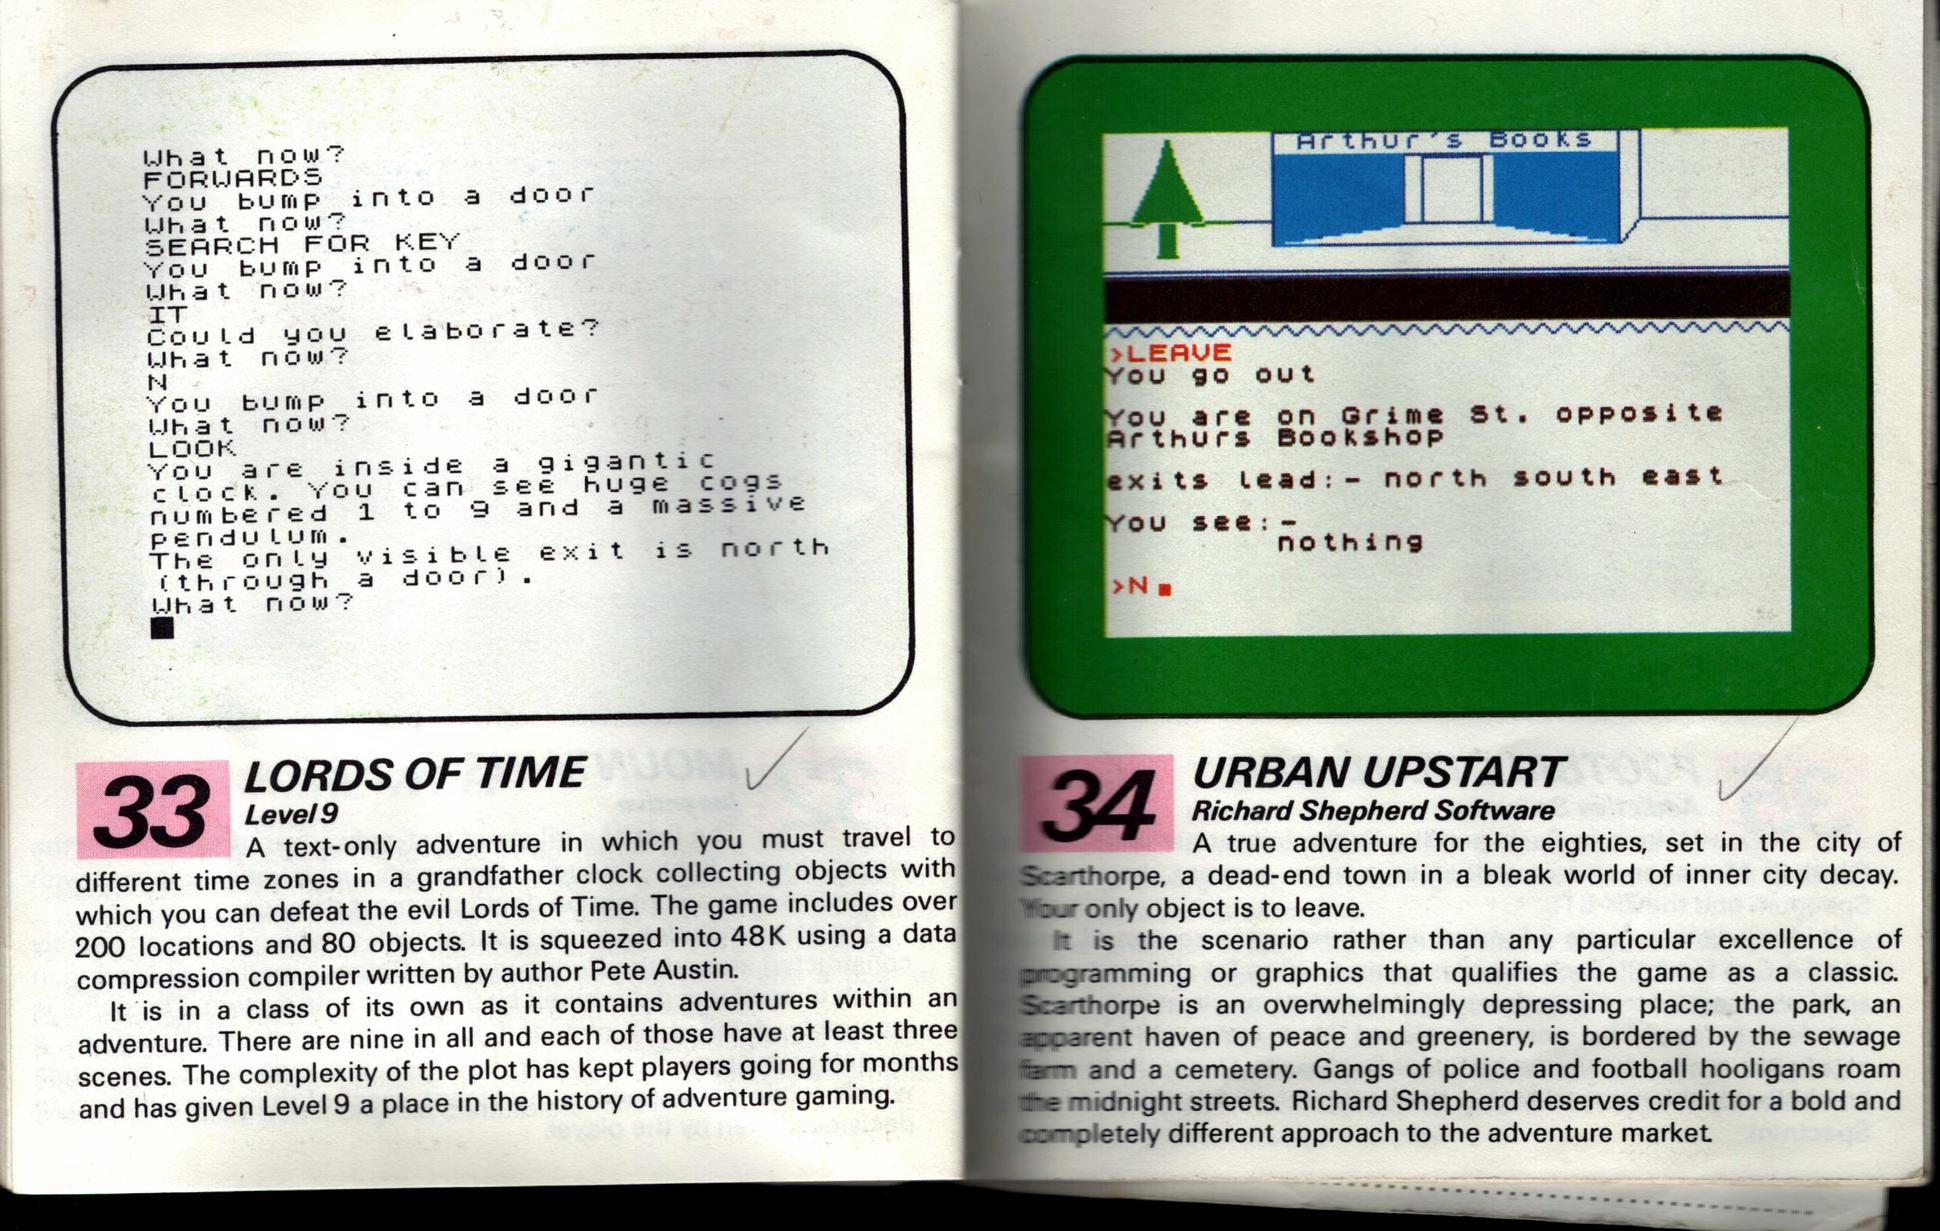 What now?
FORWARDS
You bump into a door
What now?
SEARCH FOR KEY
You bump into a door
What now?
IT
Could you elaborate?
What now?
N
You bump into a door
What now?
LOOK
You are inside a gigantic
clock. You can see huge cogs
numbered 1 to 9 and a massive
pendulum.
The only visible exit is north
(through a door).
What now?
33 LORDS OF TIME
Level 9
A text-only adventure in which you must travel to
different time zones in a grandfather clock collecting objects with
which you can defeat the evil Lords of Time. The game includes over
200 locations and 80 objects. It is squeezed into 48K using a data
compression compiler written by author Pete Austin.
It is in a class of its own as it contains adventures within an
adventure. There are nine in all and each of those have at least three
scenes. The complexity of the plot has kept players going for months
and has given Level 9 a place in the history of adventure gaming.
Arthur's Books
>LEAVE
You go out
You are on Grime St. opposite
Arthurs Bookshop
exits lead:- north south east
You see:-
nothing
>N
34 URBAN UPSTART
Richard Shepherd Software
A true adventure for the eighties, set in the city of
Scarthorpe, a dead-end town in a bleak world of inner city decay.
Your only object is to leave.
It is the scenario rather than any particular excellence of
programming or graphics that qualifies the game as a classic.
Scarthorpe is an overwhelmingly depressing place; the park, an
apparent haven of peace and greenery, is bordered by the sewage
farm and a cemetery. Gangs of police and football hooligans roam
the midnight streets. Richard Shepherd deserves credit for a bold and
completely different approach to the adventure market.